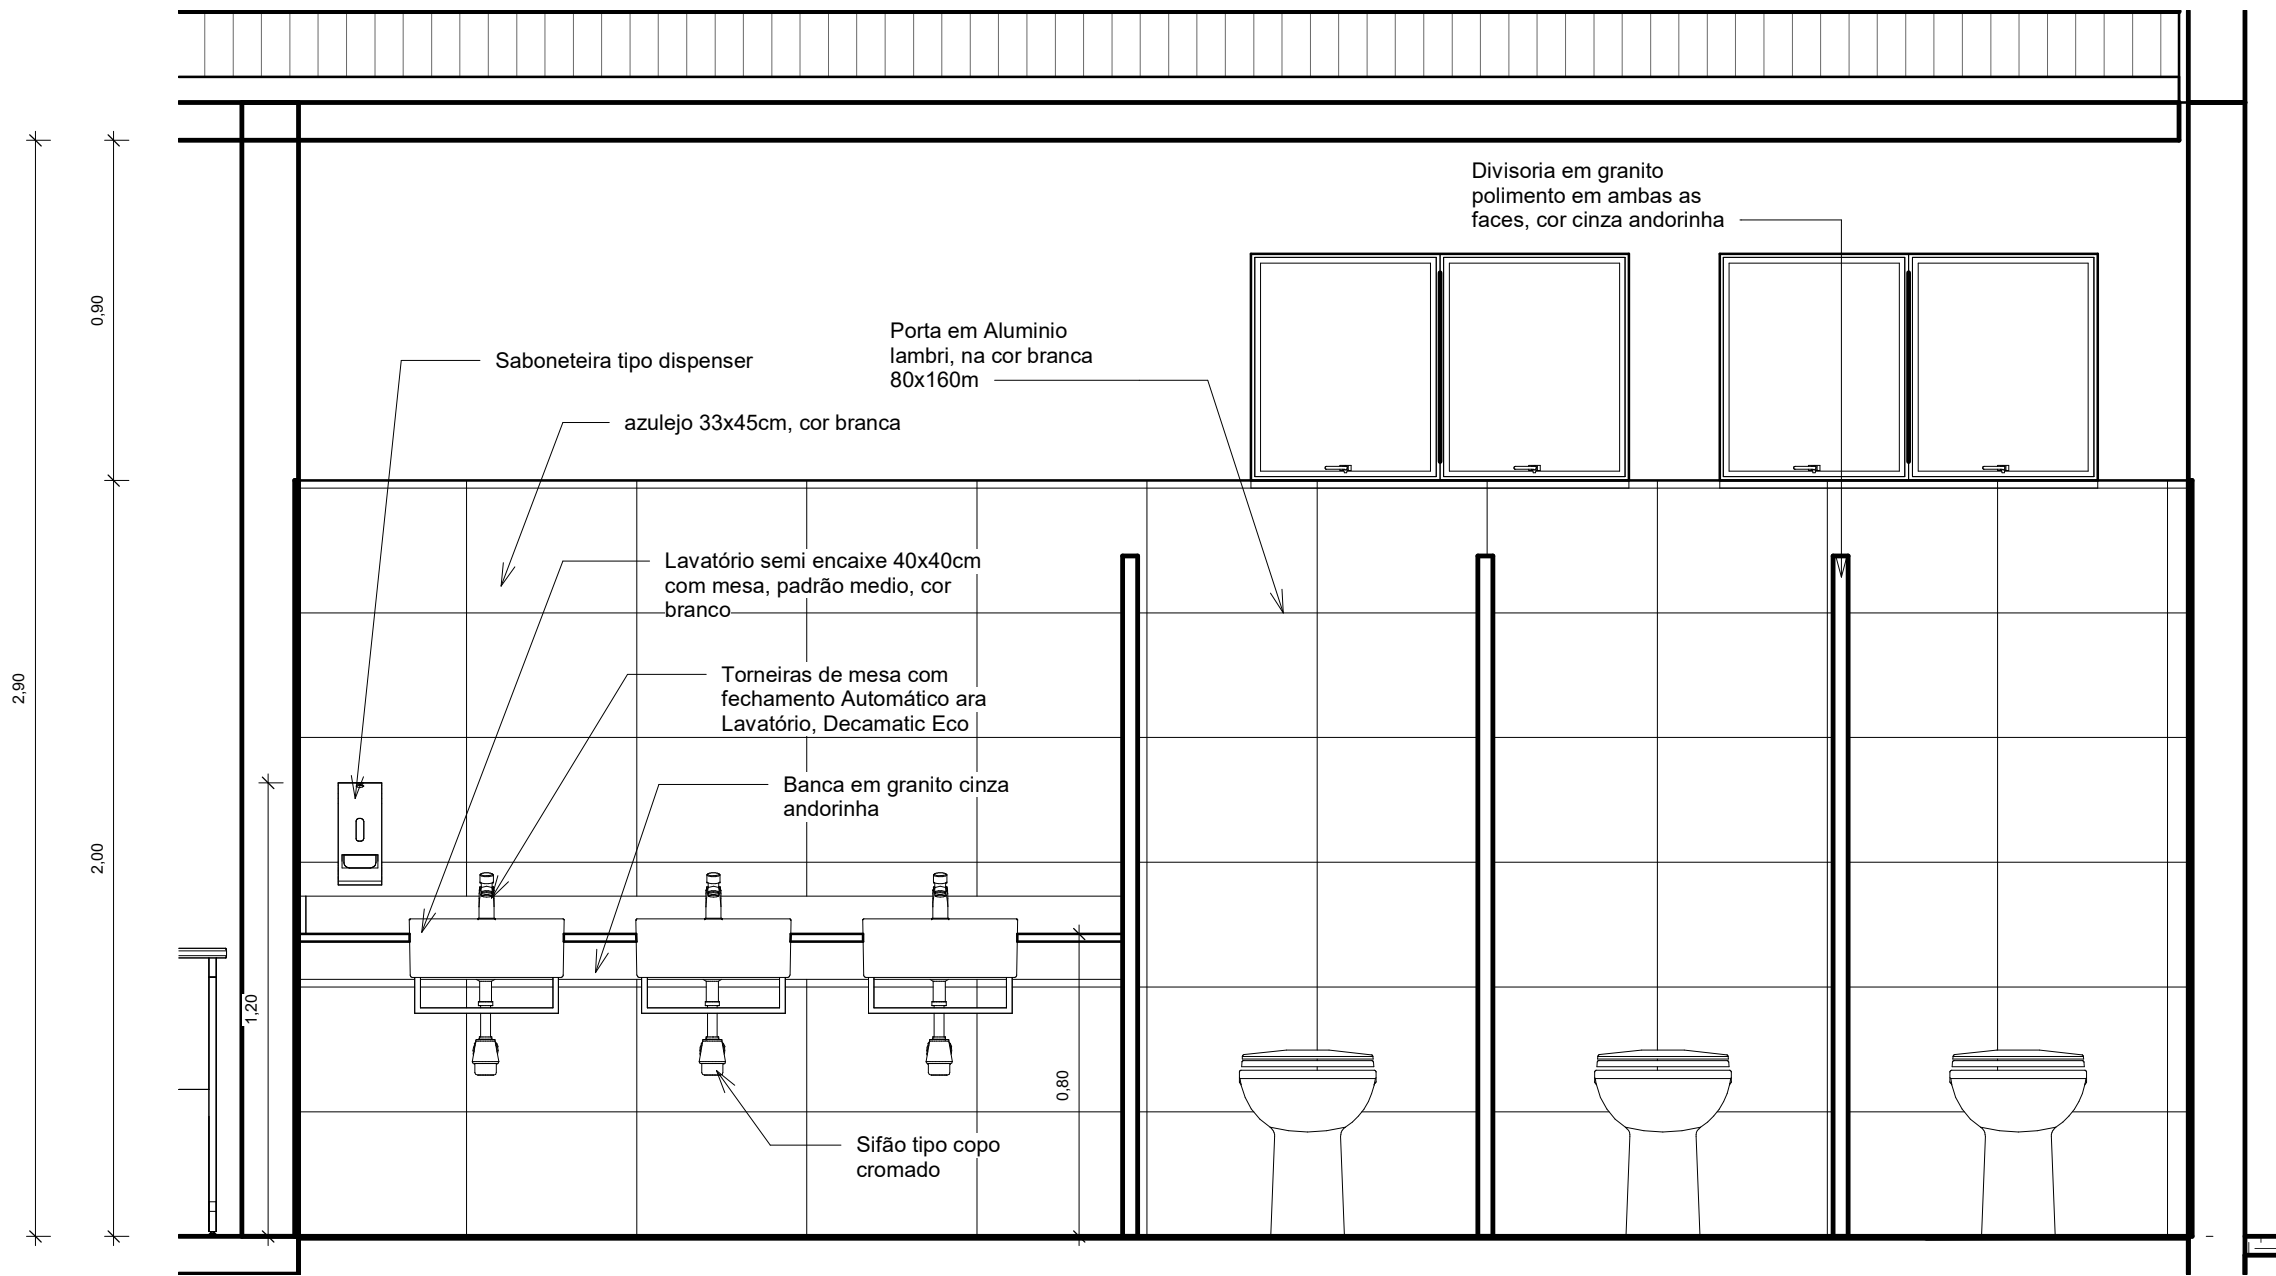 Divisoria em granito
polimento em ambas as
faces, cor cinza andorinha
0,90
Porta em Aluminio
lambri, na cor branca
80x160m
Saboneteira tipo dispenser
azulejo 33x45cm, cor branca
Lavatório semi encaixe 40x40cm
com mesa, padrão medio, cor
branco
Torneiras de mesa com
fechamento Automático ara
Lavatório, Decamatic Eco
2,90
Banca em granito cinza
andorinha
2,00
1,20
0,80
Sifão tipo copo
cromado